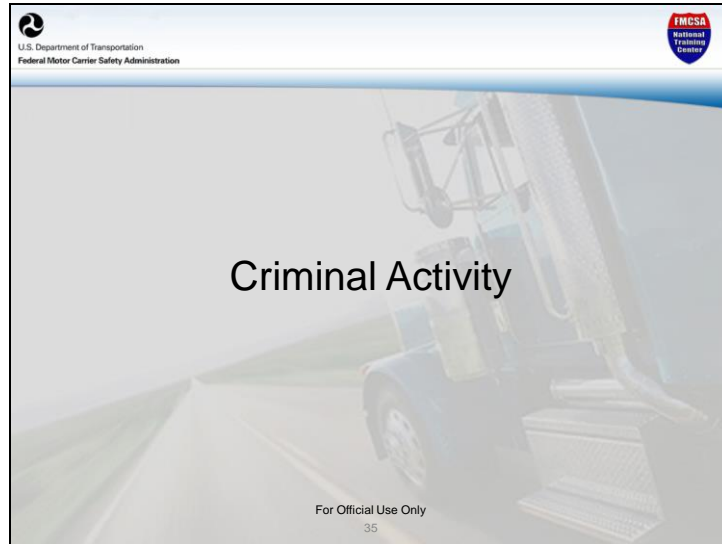 U.S. Department of Transportation
Federal Motor Carrier Safety Administration
FMCSA
National
Training
Center
Criminal Activity
For Official Use Only
35